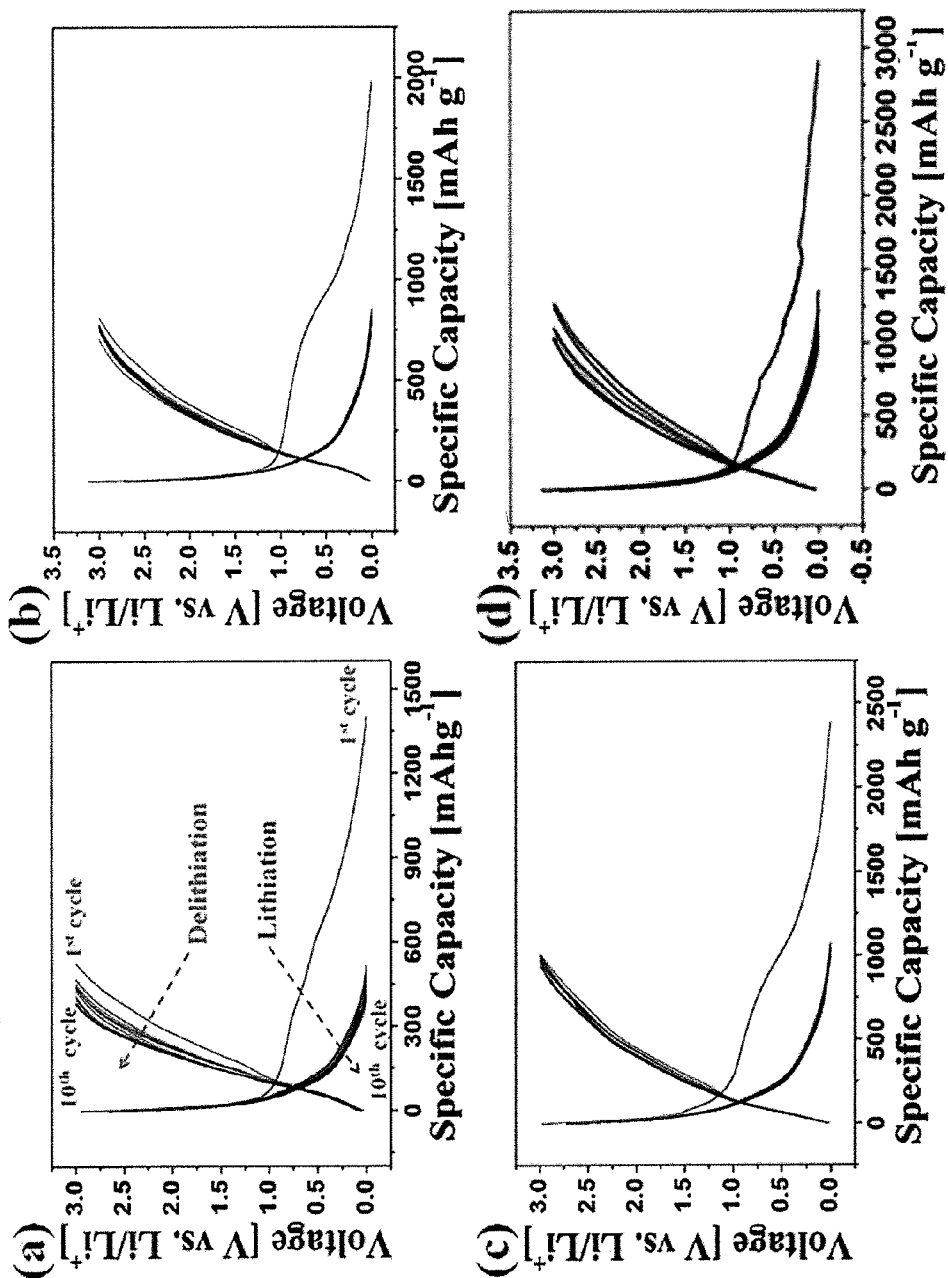 (a)
Voltage [V vs. Li/Li⁺]
3.0
2.5
2.0
1.5
1.0
0.5
0.0
10ᵗʰ cycle
1ˢᵗ cycle
Delithiation
Lithiation
10ᵗʰ cycle
1ˢᵗ cycle
0 300 600 900 1200 1500
Specific Capacity [mAhg⁻¹]
(b)
Voltage [V vs. Li/Li⁺]
3.5
3.0
2.5
2.0
1.5
1.0
0.5
0.0
0 500 1000 1500 2000
Specific Capacity [mAh g⁻¹]
(c)
Voltage [V vs. Li/Li⁺]
3.0
2.5
2.0
1.5
1.0
0.5
0.0
0 500 1000 1500 2000 2500
Specific Capacity [mAh g⁻¹]
(d)
Voltage [V vs. Li/Li⁺]
3.5
3.0
2.5
2.0
1.5
1.0
0.5
0.0
-0.5
0 500 1000 1500 2000 2500 3000
Specific Capacity [mAh g⁻¹]